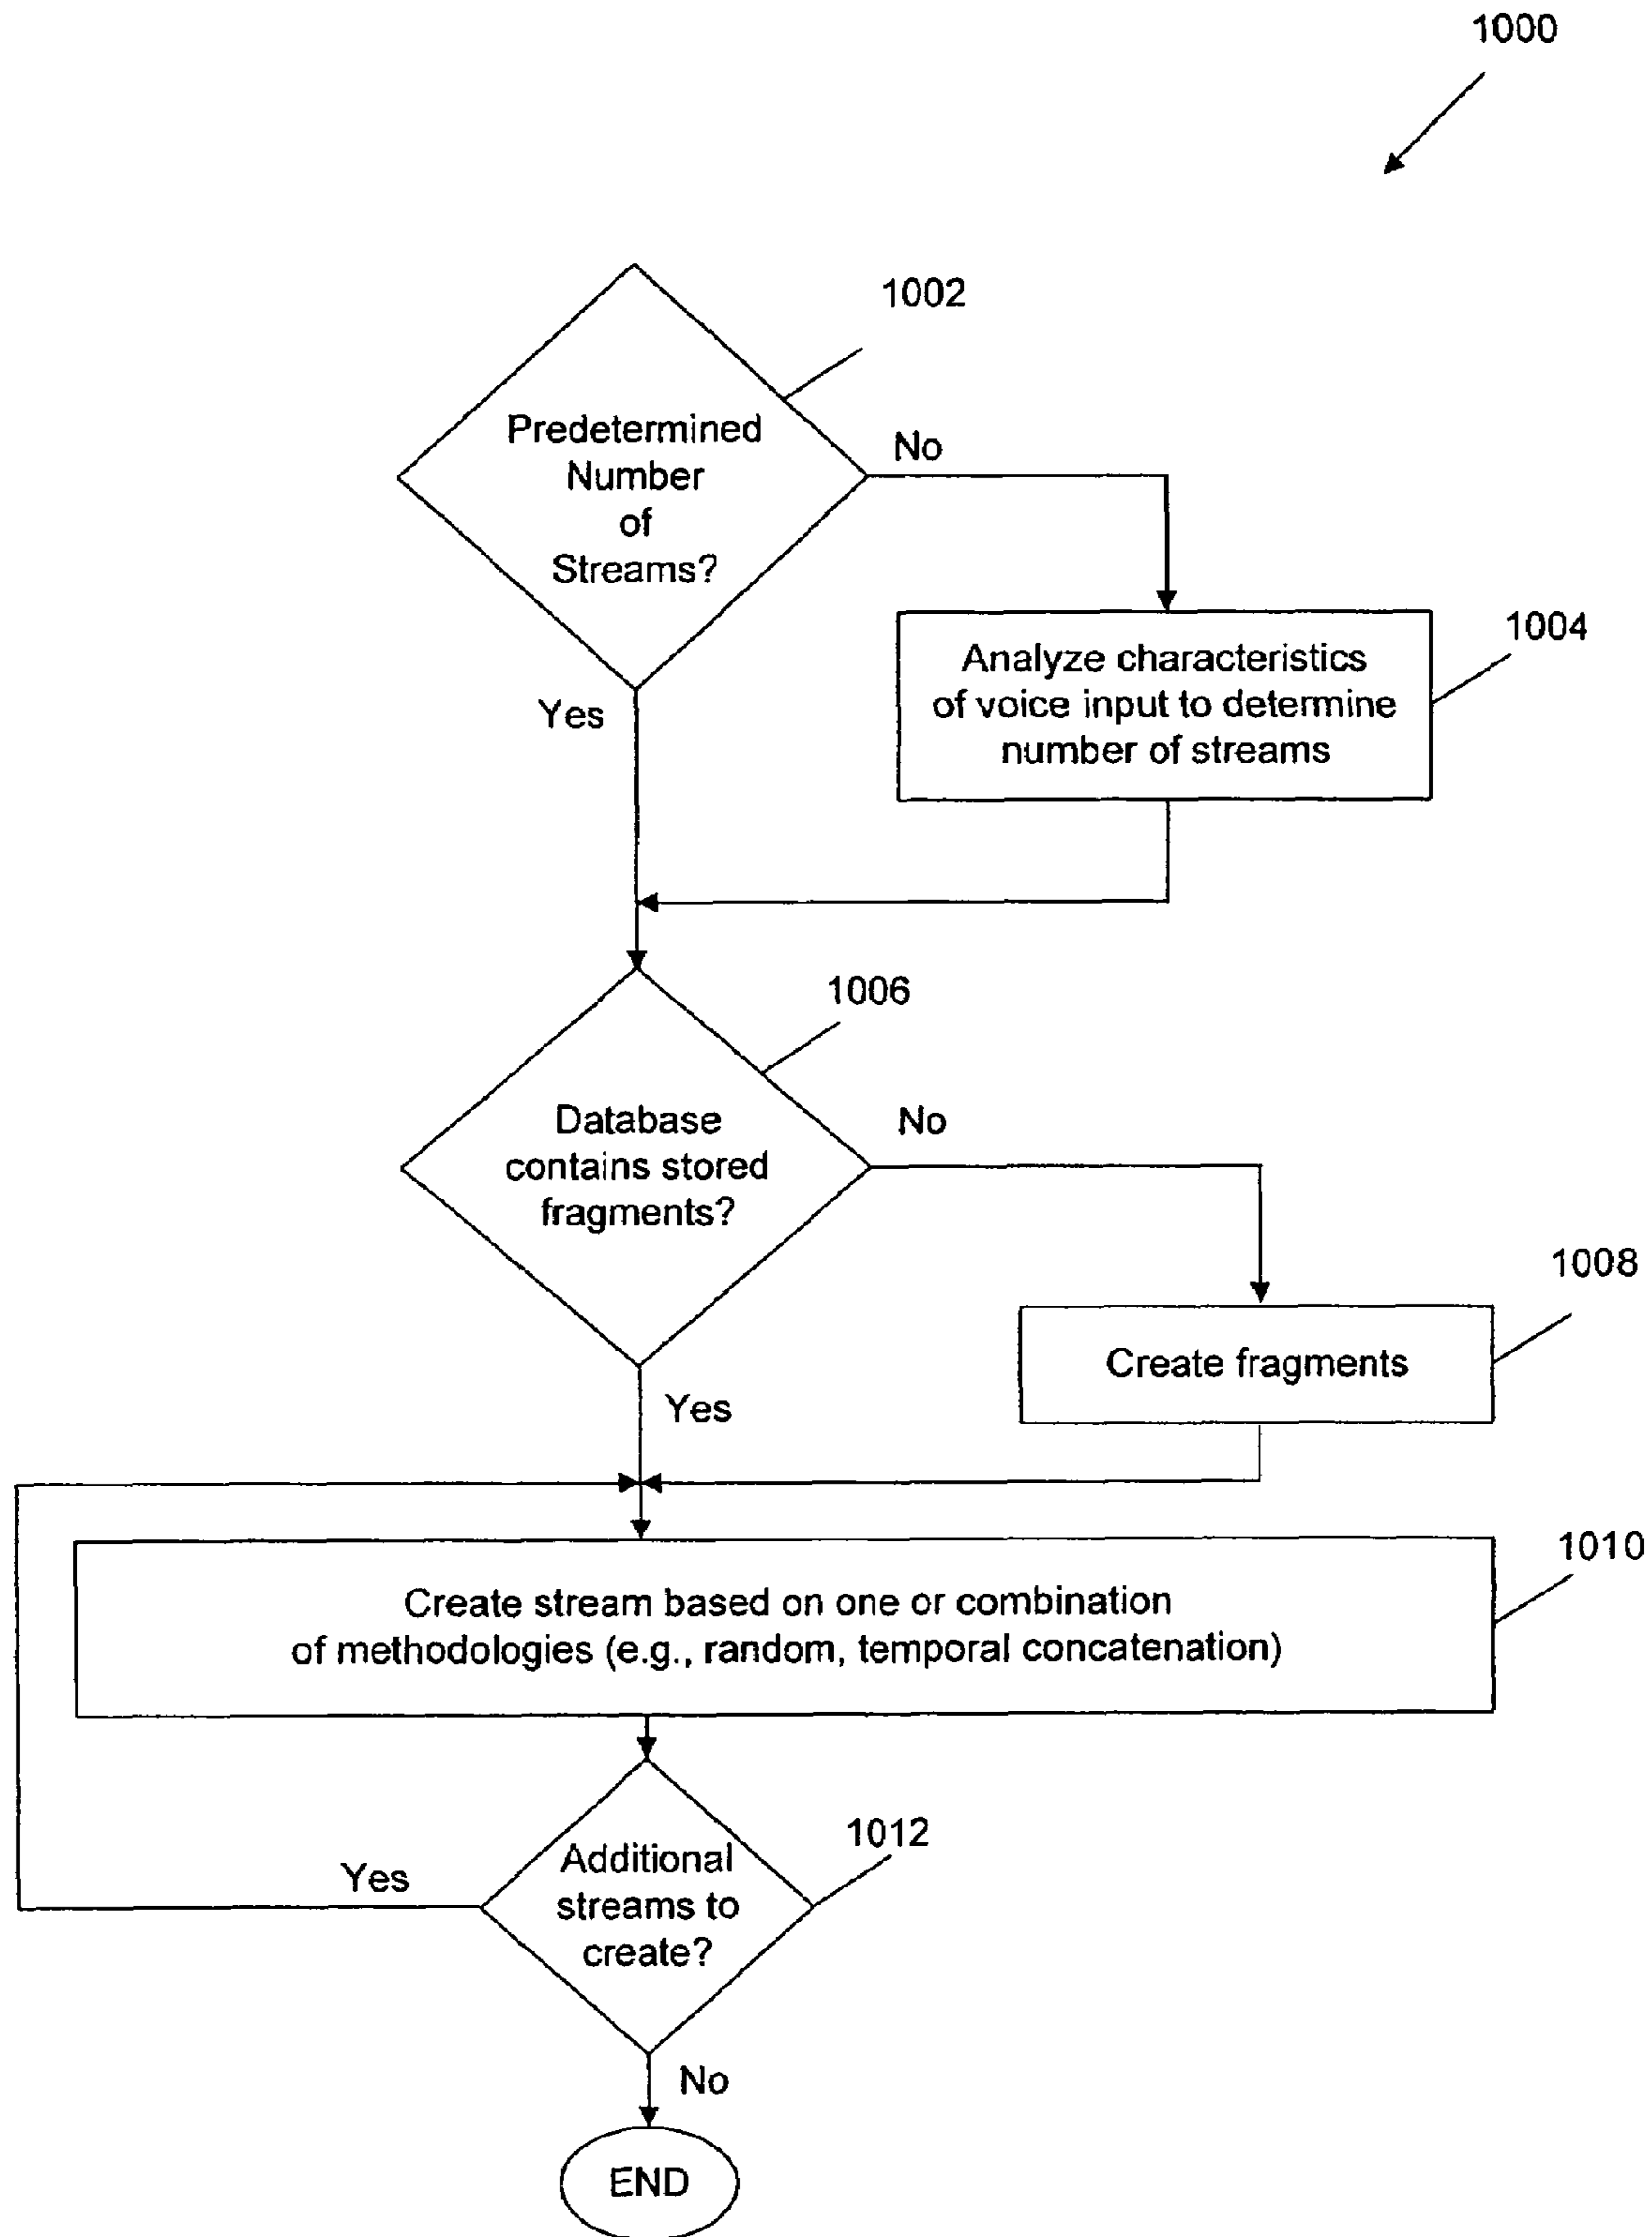 1000
1002
Predetermined
Number
of
Streams?
No
Yes
1004
Analyze characteristics
of voice input to determine
number of streams
1006
Database
contains stored
fragments?
No
Yes
1008
Create fragments
1010
Create stream based on one or combination
of methodologies (e.g., random, temporal concatenation)
1012
Additional
streams to
create?
Yes
No
END